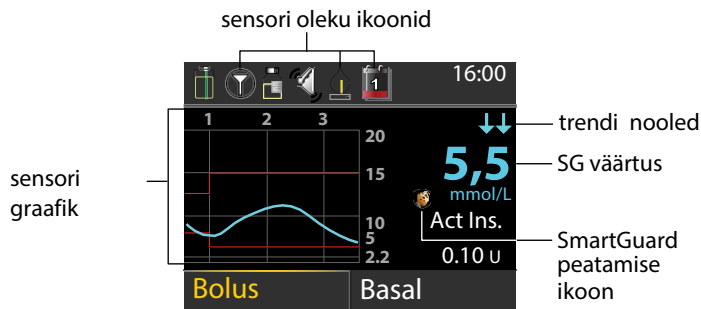 sensori oleku ikoonid
16:00
1
1 2 3
20
15
10
5
2.2
5,5
mmol/L
Act Ins.
0.10 U
Bolus
Basal
sensori
graafik
trendi nooled
SG väärtus
SmartGuard
peatamise
ikoon